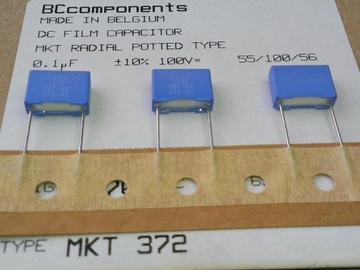 BCcomponents
MADE IN BELGIUM
DC FILM CAPACITOR
MKT RADIAL POTTED TYPE
0.1µF ±10% 100V= 55/100/56
TYPE MKT 372